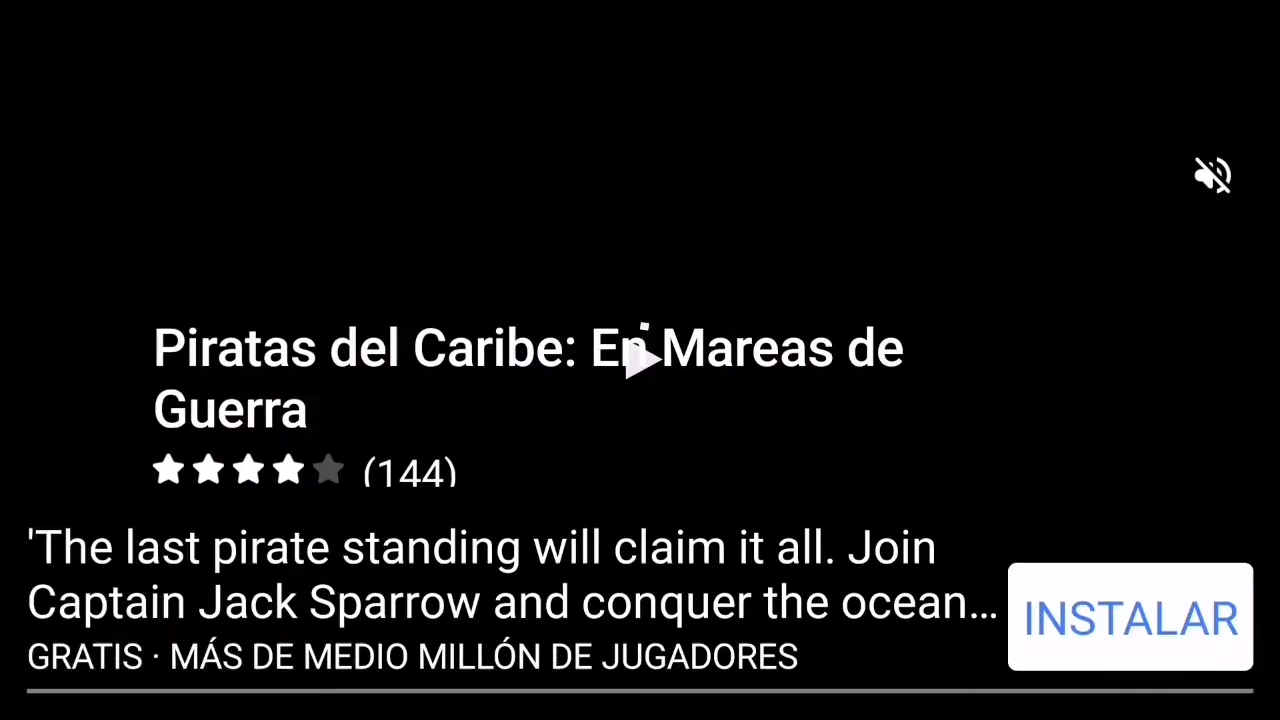 Piratas del Caribe: En Mareas de
Guerra
(144)
'The last pirate standing will claim it all. Join
Captain Jack Sparrow and conquer the ocean…
GRATIS · MÁS DE MEDIO MILLÓN DE JUGADORES
INSTALAR